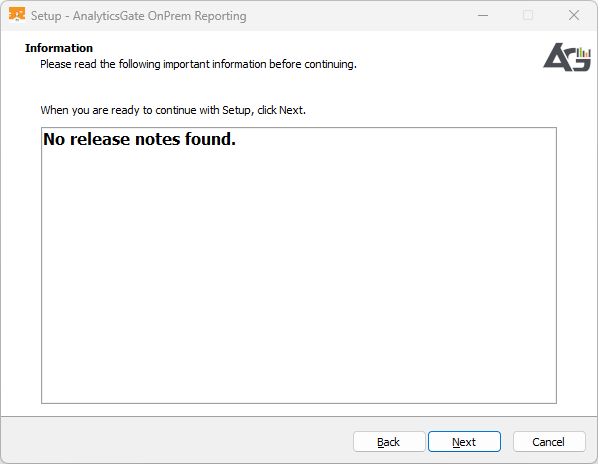 Setup - AnalyticsGate OnPrem Reporting
Information
Please read the following important information before continuing.
AG
When you are ready to continue with Setup, click Next.
No release notes found.
Back
Next
Cancel